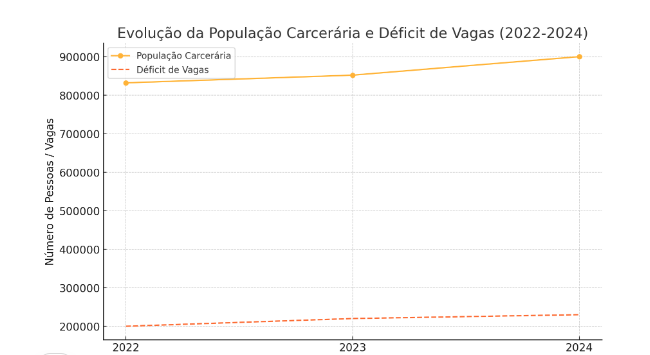 Evolução da População Carcerária e Déficit de Vagas (2022-2024)
900000
População Carcerária
Déficit de Vagas
800000
700000
600000
500000
400000
300000
200000
Número de Pessoas / Vagas
2022
2023
2024